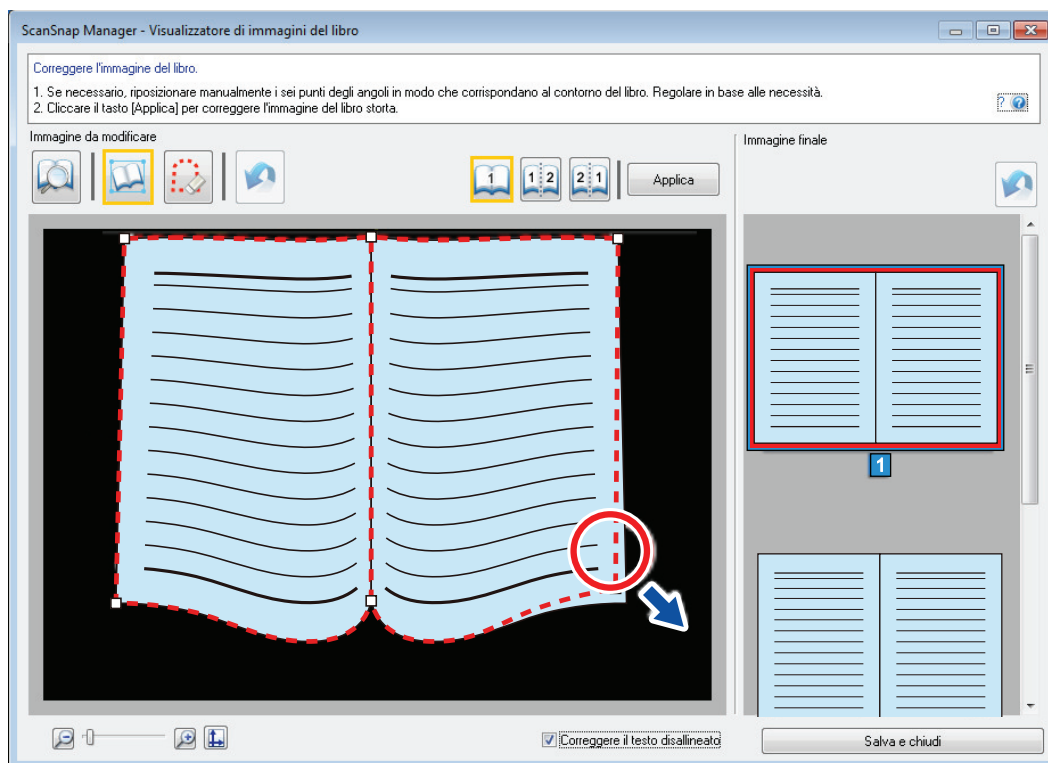 ScanSnap Manager - Visualizzatore di immagini del libro
Correggere l'immagine del libro.
1. Se necessario, riposizionare manualmente i sei punti degli angoli in modo che corrispondano al contorno del libro. Regolare in base alle necessità.
2. Cliccare il tasto [Applica] per correggere l'immagine del libro storta.
?
Immagine da modificare
Immagine finale
1
1 2
2 1
Applica
1
Correggere il testo disallineato
Salva e chiudi